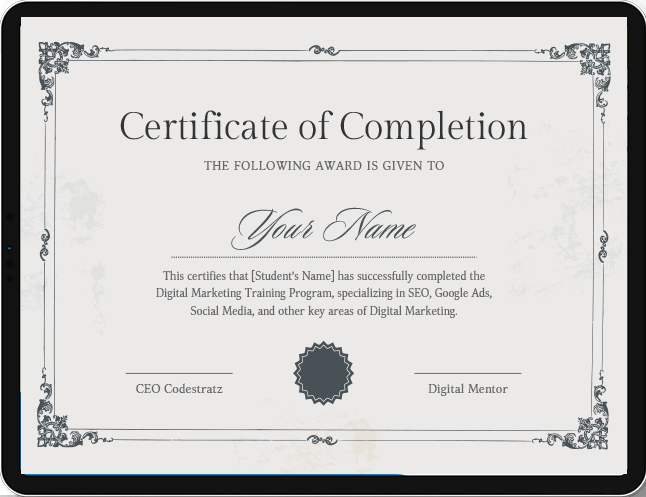 Certificate of Completion
THE FOLLOWING AWARD IS GIVEN TO
Your Name
This certifies that [Student's Name] has successfully completed the
Digital Marketing Training Program, specializing in SEO, Google Ads,
Social Media, and other key areas of Digital Marketing.
CEO Codestratz
Digital Mentor